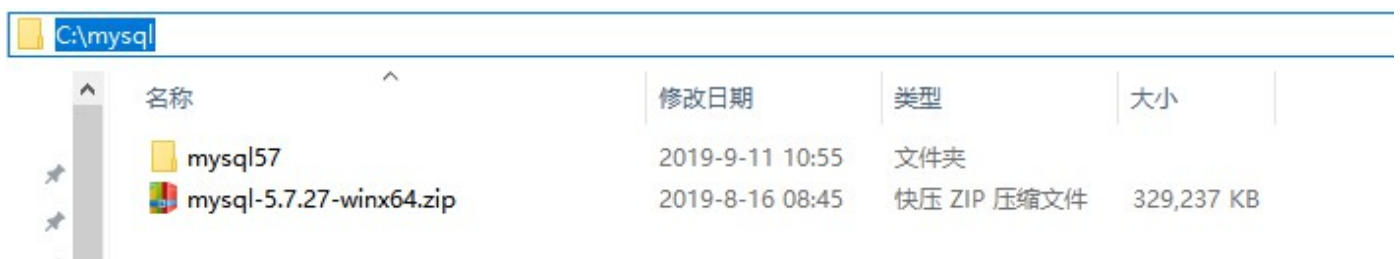 C:\mysql
名称 修改日期 类型 大小
mysql57 2019-9-11 10:55 文件夹
mysql-5.7.27-winx64.zip 2019-8-16 08:45 快压 ZIP 压缩文件 329,237 KB